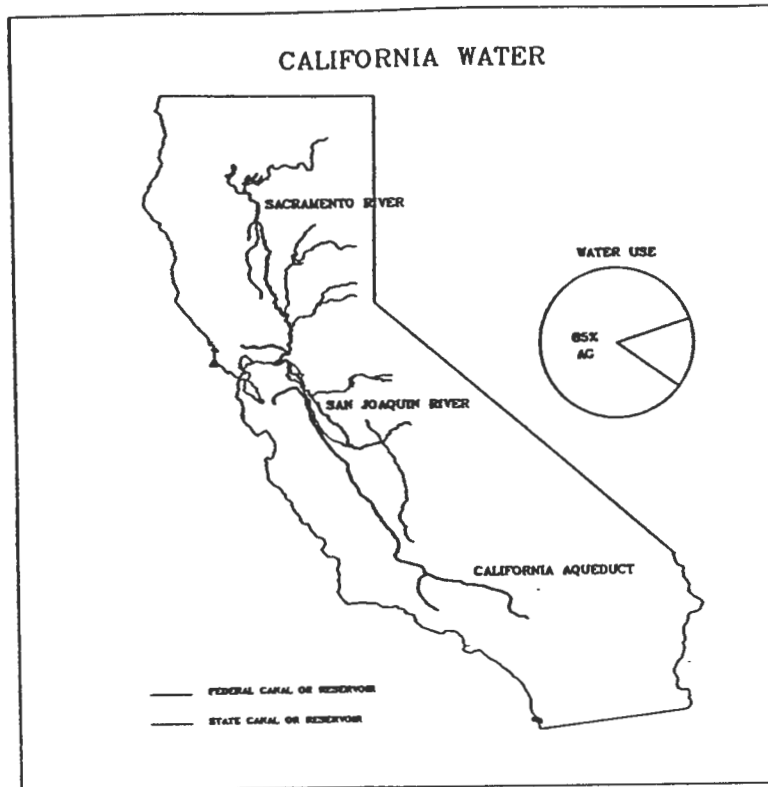 CALIFORNIA WATER
SACRAMENTO RIVER
WATER USE
85%
AG
SAN JOAQUIN RIVER
CALIFORNIA AQUEDUCT
FEDERAL CANAL OR RESERVOIR
STATE CANAL OR RESERVOIR